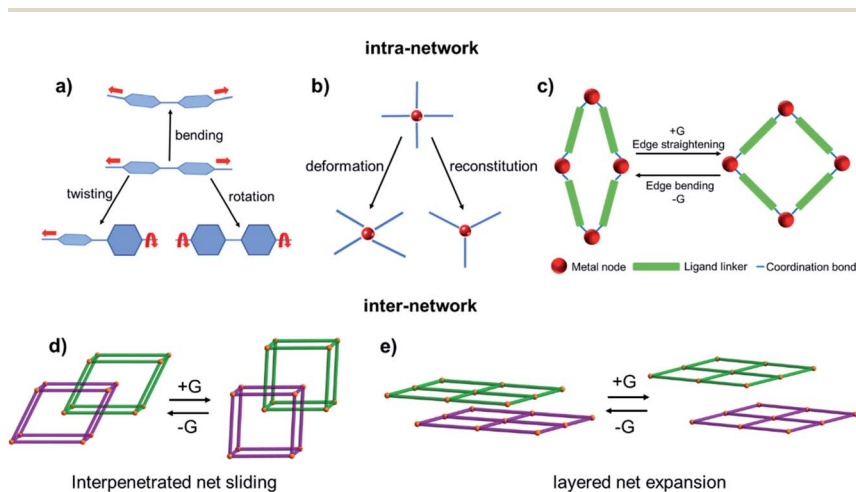 intra-network
a)
b)
c)
bending
twisting
rotation
deformation
reconstitution
+G
Edge straightening
Edge bending
-G
Metal node
Ligand linker
Coordination bond
inter-network
d)
e)
+G
-G
+G
-G
Interpenetrated net sliding
layered net expansion